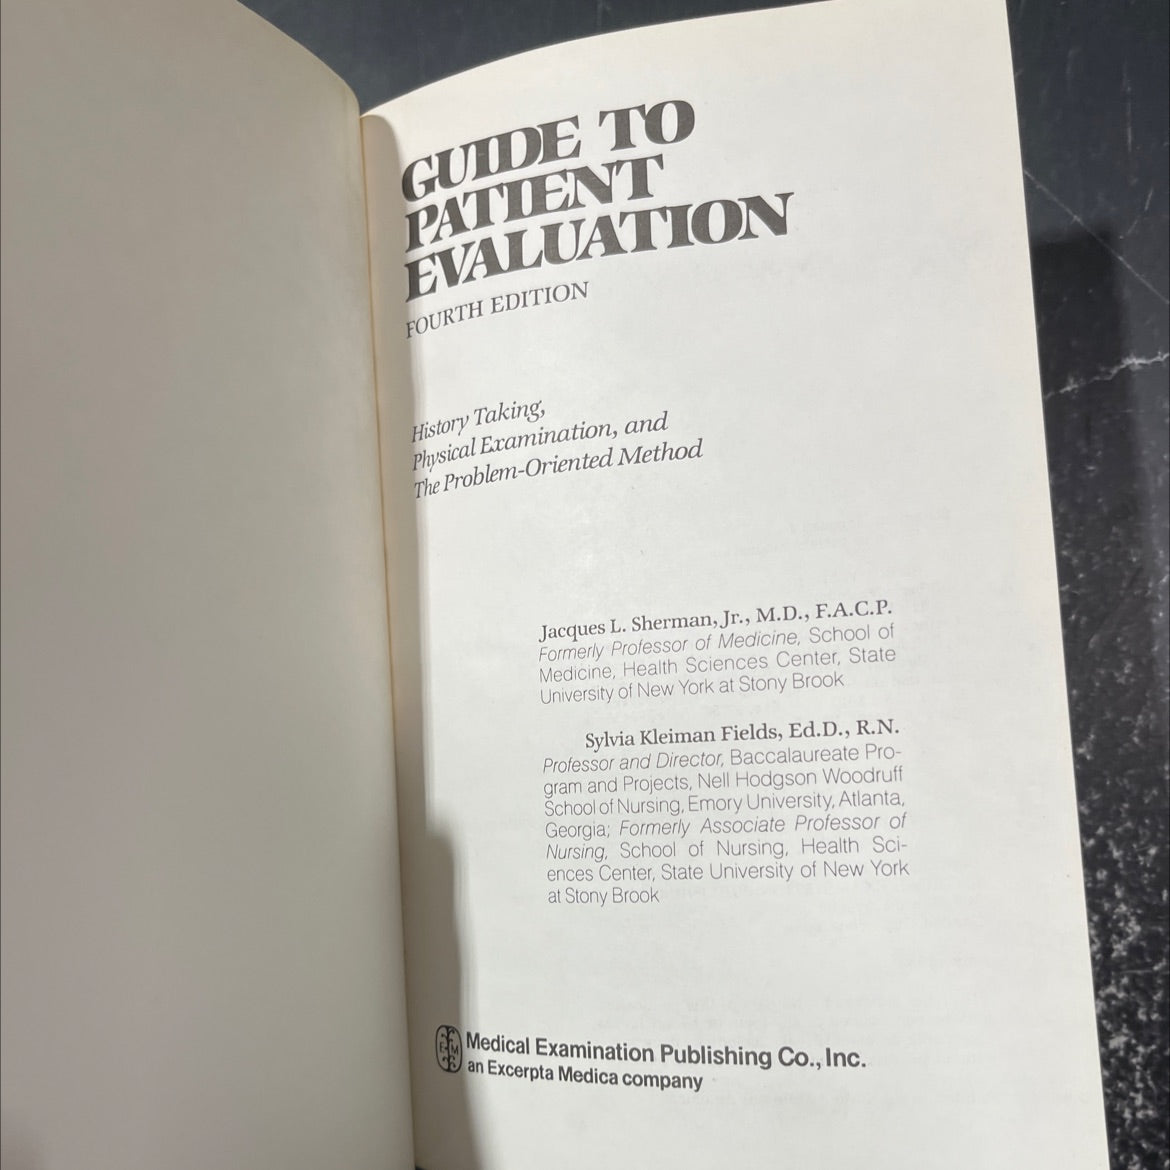 GUIDE TO
PATIENT
EVALUATION
FOURTH EDITION
History Taking,
Physical Examination, and
The Problem-Oriented Method
Jacques L. Sherman, Jr., M.D., F.A.C.P.
Formerly Professor of Medicine, School of
Medicine, Health Sciences Center, State
University of New York at Stony Brook
Sylvia Kleiman Fields, Ed.D., R.N.
Professor and Director, Baccalaureate Pro-
gram and Projects, Nell Hodgson Woodruff
School of Nursing, Emory University, Atlanta,
Georgia; Formerly Associate Professor of
Nursing, School of Nursing, Health Sci-
ences Center, State University of New York
at Stony Brook
Medical Examination Publishing Co., Inc.
an Excerpta Medica company